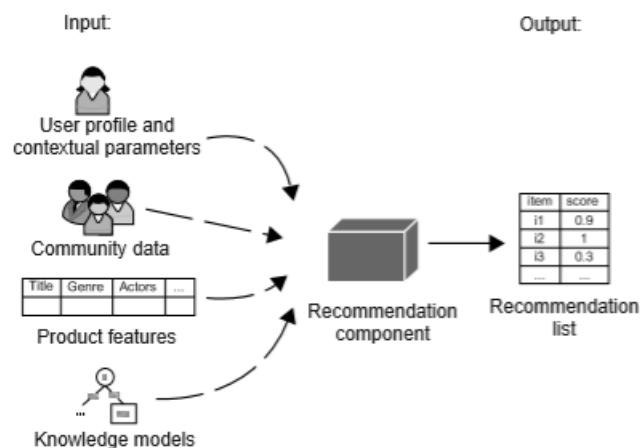 Input:
Output:
User profile and
contextual parameters
Community data
Title Genre Actors ...
Product features
...
Knowledge models
Recommendation
component
item score
i1 0.9
i2 1
i3 0.3
.... ....
Recommendation
list